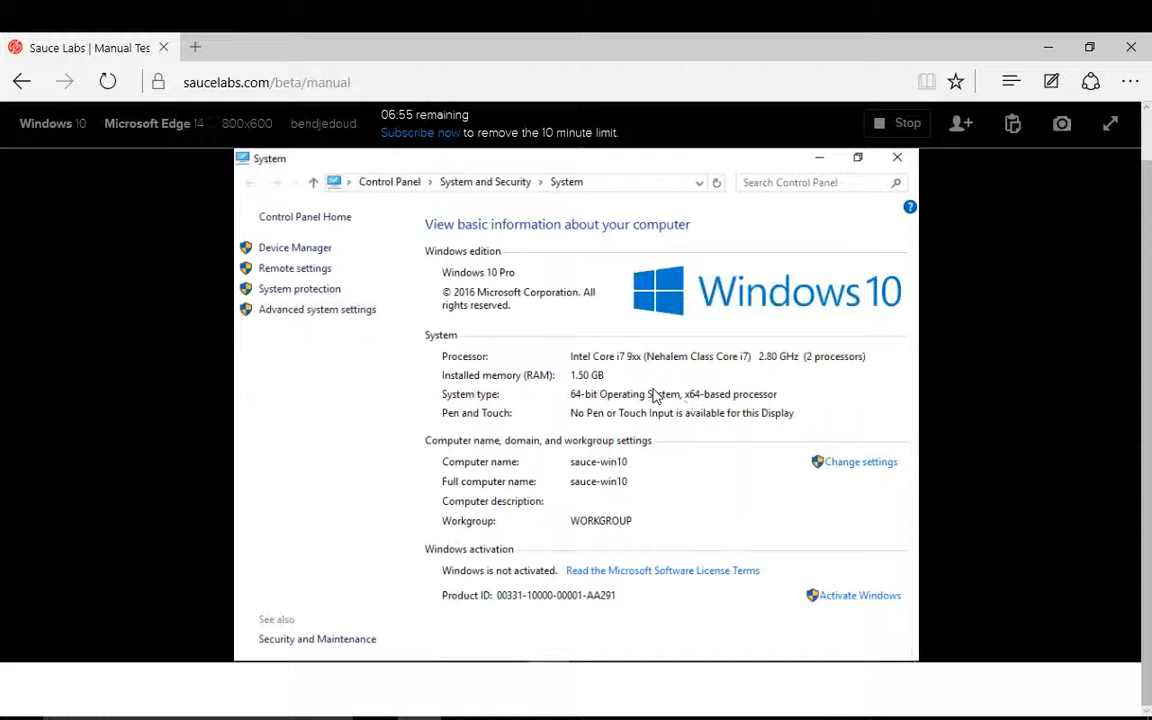 Sauce Labs | Manual Tes
saucelabs.com/beta/manual
Windows 10 Microsoft Edge 14 800x600 bendjedoud
06:55 remaining
Subscribe now to remove the 10 minute limit.
Stop
System
Control Panel › System and Security › System
Search Control Panel
Control Panel Home
Device Manager
Remote settings
System protection
Advanced system settings
View basic information about your computer
Windows edition
Windows 10 Pro
© 2016 Microsoft Corporation. All
rights reserved.
Windows 10
System
Processor: Intel Core i7 9xx (Nehalem Class Core i7) 2.80 GHz (2 processors)
Installed memory (RAM): 1.50 GB
System type: 64-bit Operating System, x64-based processor
Pen and Touch: No Pen or Touch Input is available for this Display
Computer name, domain, and workgroup settings
Computer name: sauce-win10
Change settings
Full computer name: sauce-win10
Computer description:
Workgroup: WORKGROUP
Windows activation
Windows is not activated. Read the Microsoft Software License Terms
Product ID: 00331-10000-00001-AA291
Activate Windows
See also
Security and Maintenance